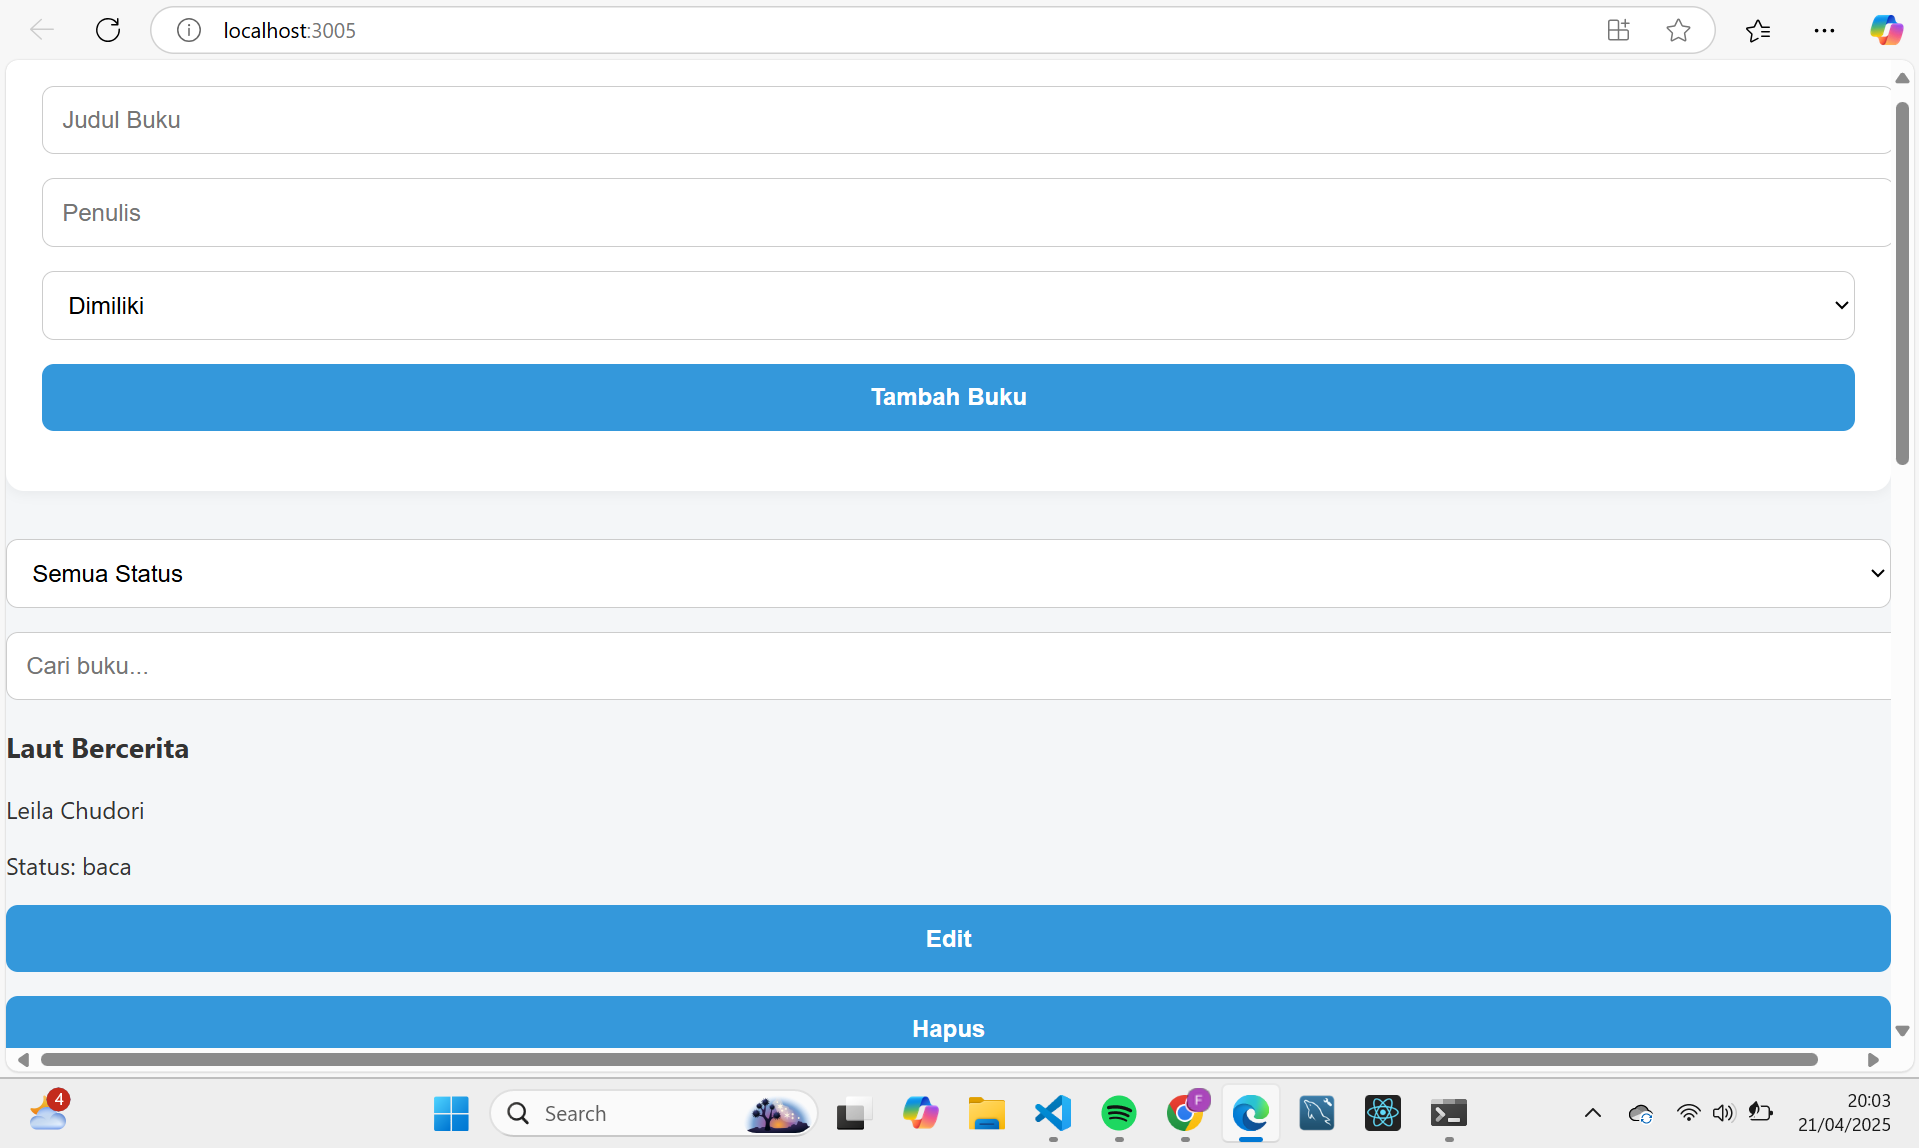 localhost:3005
Judul Buku
Penulis
Dimiliki
Tambah Buku
Semua Status
Cari buku...
Laut Bercerita
Leila Chudori
Status: baca
Edit
Hapus
4
Search
F
20:03
21/04/2025